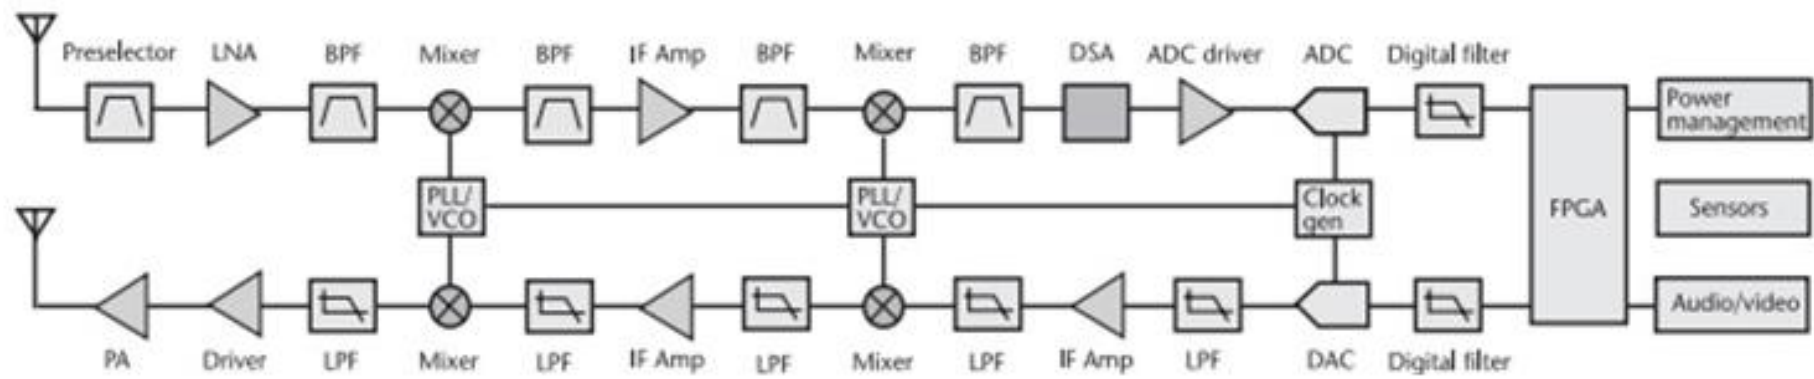 Preselector LNA BPF Mixer BPF IF Amp BPF Mixer BPF DSA ADC driver ADC Digital filter
Power
management
PLL/
VCO
PLL/
VCO
Clock
gen
FPGA
Sensors
Audio/video
PA Driver LPF Mixer LPF IF Amp LPF Mixer LPF IF Amp LPF DAC Digital filter